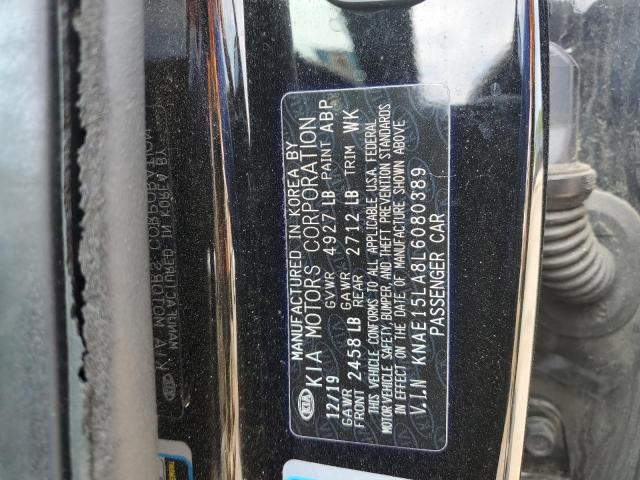 KIA
MANUFACTURED IN KOREA BY
KIA MOTORS CORPORATION
12/19 GVWR 4927 LB PAINT ABP
GAWR FRONT 2458 LB GAWR REAR 2712 LB TRIM WK
THIS VEHICLE CONFORMS TO ALL APPLICABLE U.S.A. FEDERAL
MOTOR VEHICLE SAFETY, BUMPER, AND THEFT PREVENTION STANDARDS
IN EFFECT ON THE DATE OF MANUFACTURE SHOWN ABOVE
V.I.N KNAE15LA8L6080389
PASSENGER CAR